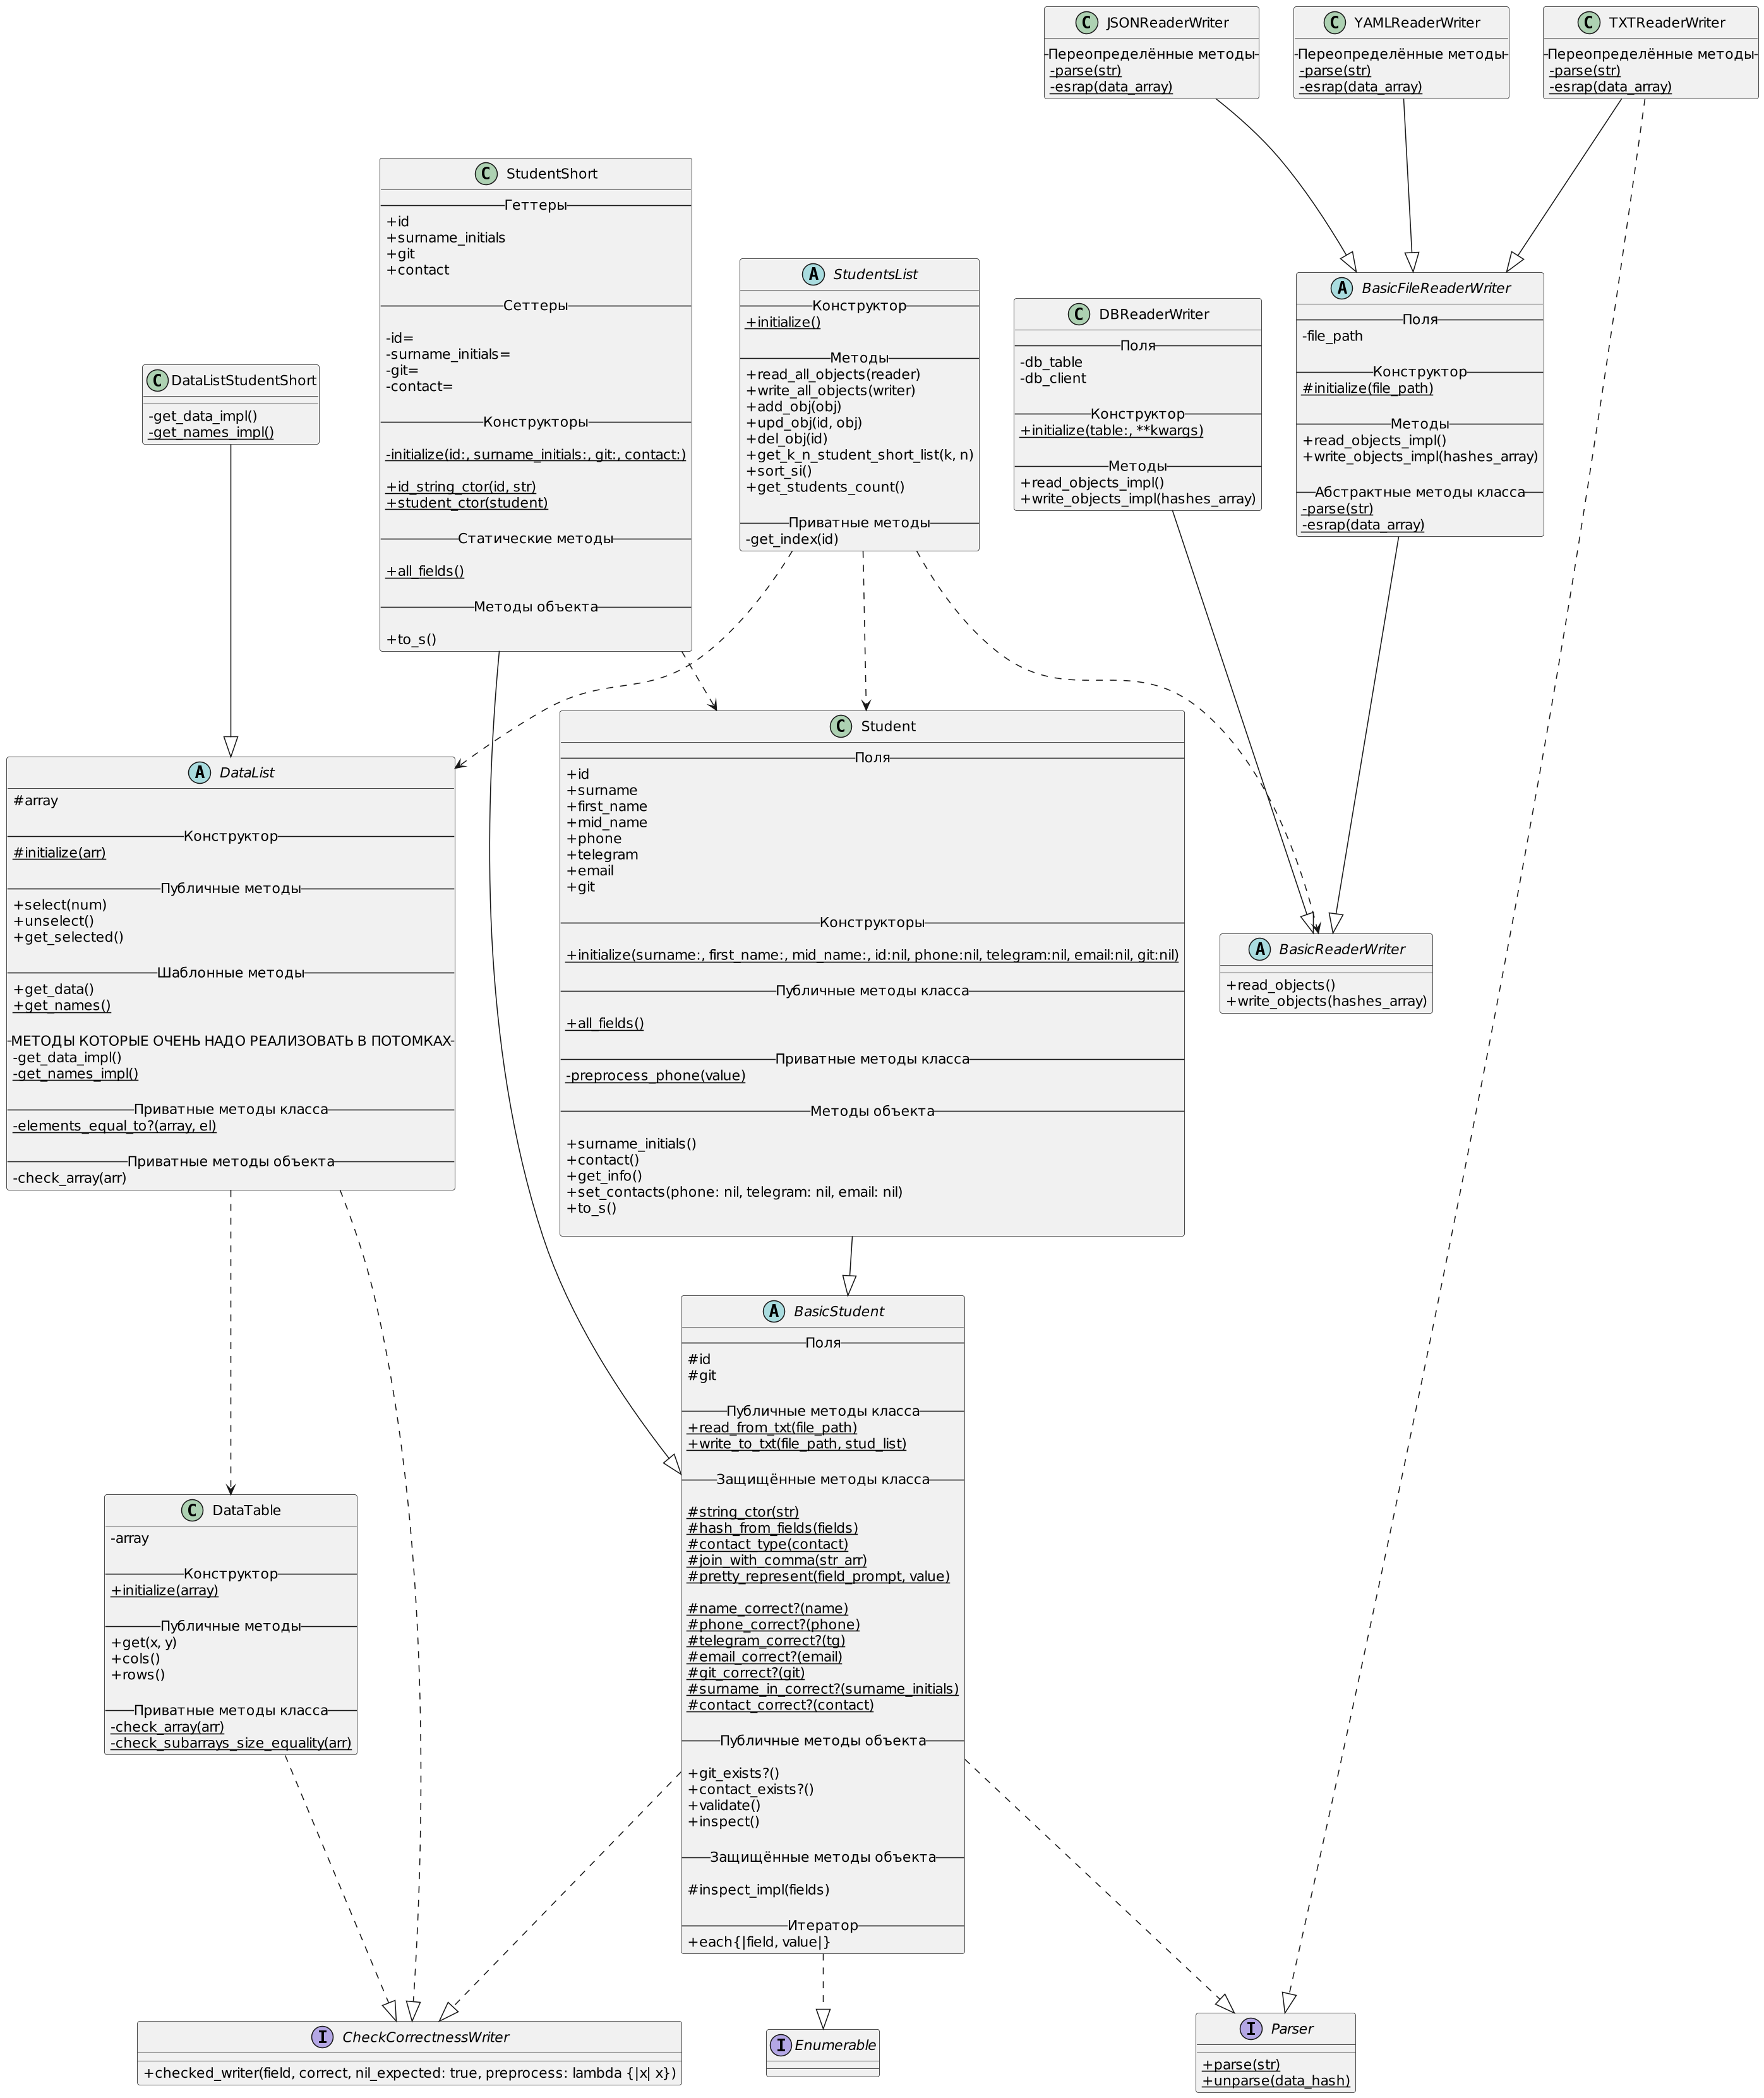 C JSONReaderWriter
Переопределённые методы
-parse(str)
-esrap(data_array)
C YAMLReaderWriter
Переопределённые методы
-parse(str)
-esrap(data_array)
C TXTReaderWriter
Переопределённые методы
-parse(str)
-esrap(data_array)
C StudentShort
Геттеры
+id
+surname_initials
+git
+contact
Сеттеры
-id=
-surname_initials=
-git=
-contact=
Конструкторы
-initialize(id:, surname_initials:, git:, contact:)
+id_string_ctor(id, str)
+student_ctor(student)
Статические методы
+all_fields()
Методы объекта
+to_s()
A StudentsList
Конструктор
+initialize()
Методы
+read_all_objects(reader)
+write_all_objects(writer)
+add_obj(obj)
+upd_obj(id, obj)
+del_obj(id)
+get_k_n_student_short_list(k, n)
+sort_si()
+get_students_count()
Приватные методы
-get_index(id)
C DBReaderWriter
Поля
-db_table
-db_client
Конструктор
+initialize(table:, **kwargs)
Методы
+read_objects_impl()
+write_objects_impl(hashes_array)
A BasicFileReaderWriter
Поля
-file_path
Конструктор
#initialize(file_path)
Методы
+read_objects_impl()
+write_objects_impl(hashes_array)
Абстрактные методы класса
-parse(str)
-esrap(data_array)
C DataListStudentShort
-get_data_impl()
-get_names_impl()
A DataList
#array
Конструктор
#initialize(arr)
Публичные методы
+select(num)
+unselect()
+get_selected()
Шаблонные методы
+get_data()
+get_names()
МЕТОДЫ КОТОРЫЕ ОЧЕНЬ НАДО РЕАЛИЗОВАТЬ В ПОТОМКАХ
-get_data_impl()
-get_names_impl()
Приватные методы класса
-elements_equal_to?(array, el)
Приватные методы объекта
-check_array(arr)
C Student
Поля
+id
+surname
+first_name
+mid_name
+phone
+telegram
+email
+git
Конструкторы
+initialize(surname:, first_name:, mid_name:, id:nil, phone:nil, telegram:nil, email:nil, git:nil)
Публичные методы класса
+all_fields()
Приватные методы класса
-preprocess_phone(value)
Методы объекта
+surname_initials()
+contact()
+get_info()
+set_contacts(phone: nil, telegram: nil, email: nil)
+to_s()
A BasicReaderWriter
+read_objects()
+write_objects(hashes_array)
A BasicStudent
Поля
#id
#git
Публичные методы класса
+read_from_txt(file_path)
+write_to_txt(file_path, stud_list)
Защищённые методы класса
#string_ctor(str)
#hash_from_fields(fields)
#contact_type(contact)
#join_with_comma(str_arr)
#pretty_represent(field_prompt, value)
#name_correct?(name)
#phone_correct?(phone)
#telegram_correct?(tg)
#email_correct?(email)
#git_correct?(git)
#surname_in_correct?(surname_initials)
#contact_correct?(contact)
Публичные методы объекта
+git_exists?()
+contact_exists?()
+validate()
+inspect()
Защищённые методы объекта
#inspect_impl(fields)
Итератор
+each{|field, value|}
C DataTable
-array
Конструктор
+initialize(array)
Публичные методы
+get(x, y)
+cols()
+rows()
Приватные методы класса
-check_array(arr)
-check_subarrays_size_equality(arr)
I CheckCorrectnessWriter
+checked_writer(field, correct, nil_expected: true, preprocess: lambda {|x| x})
I Enumerable
I Parser
+parse(str)
+unparse(data_hash)